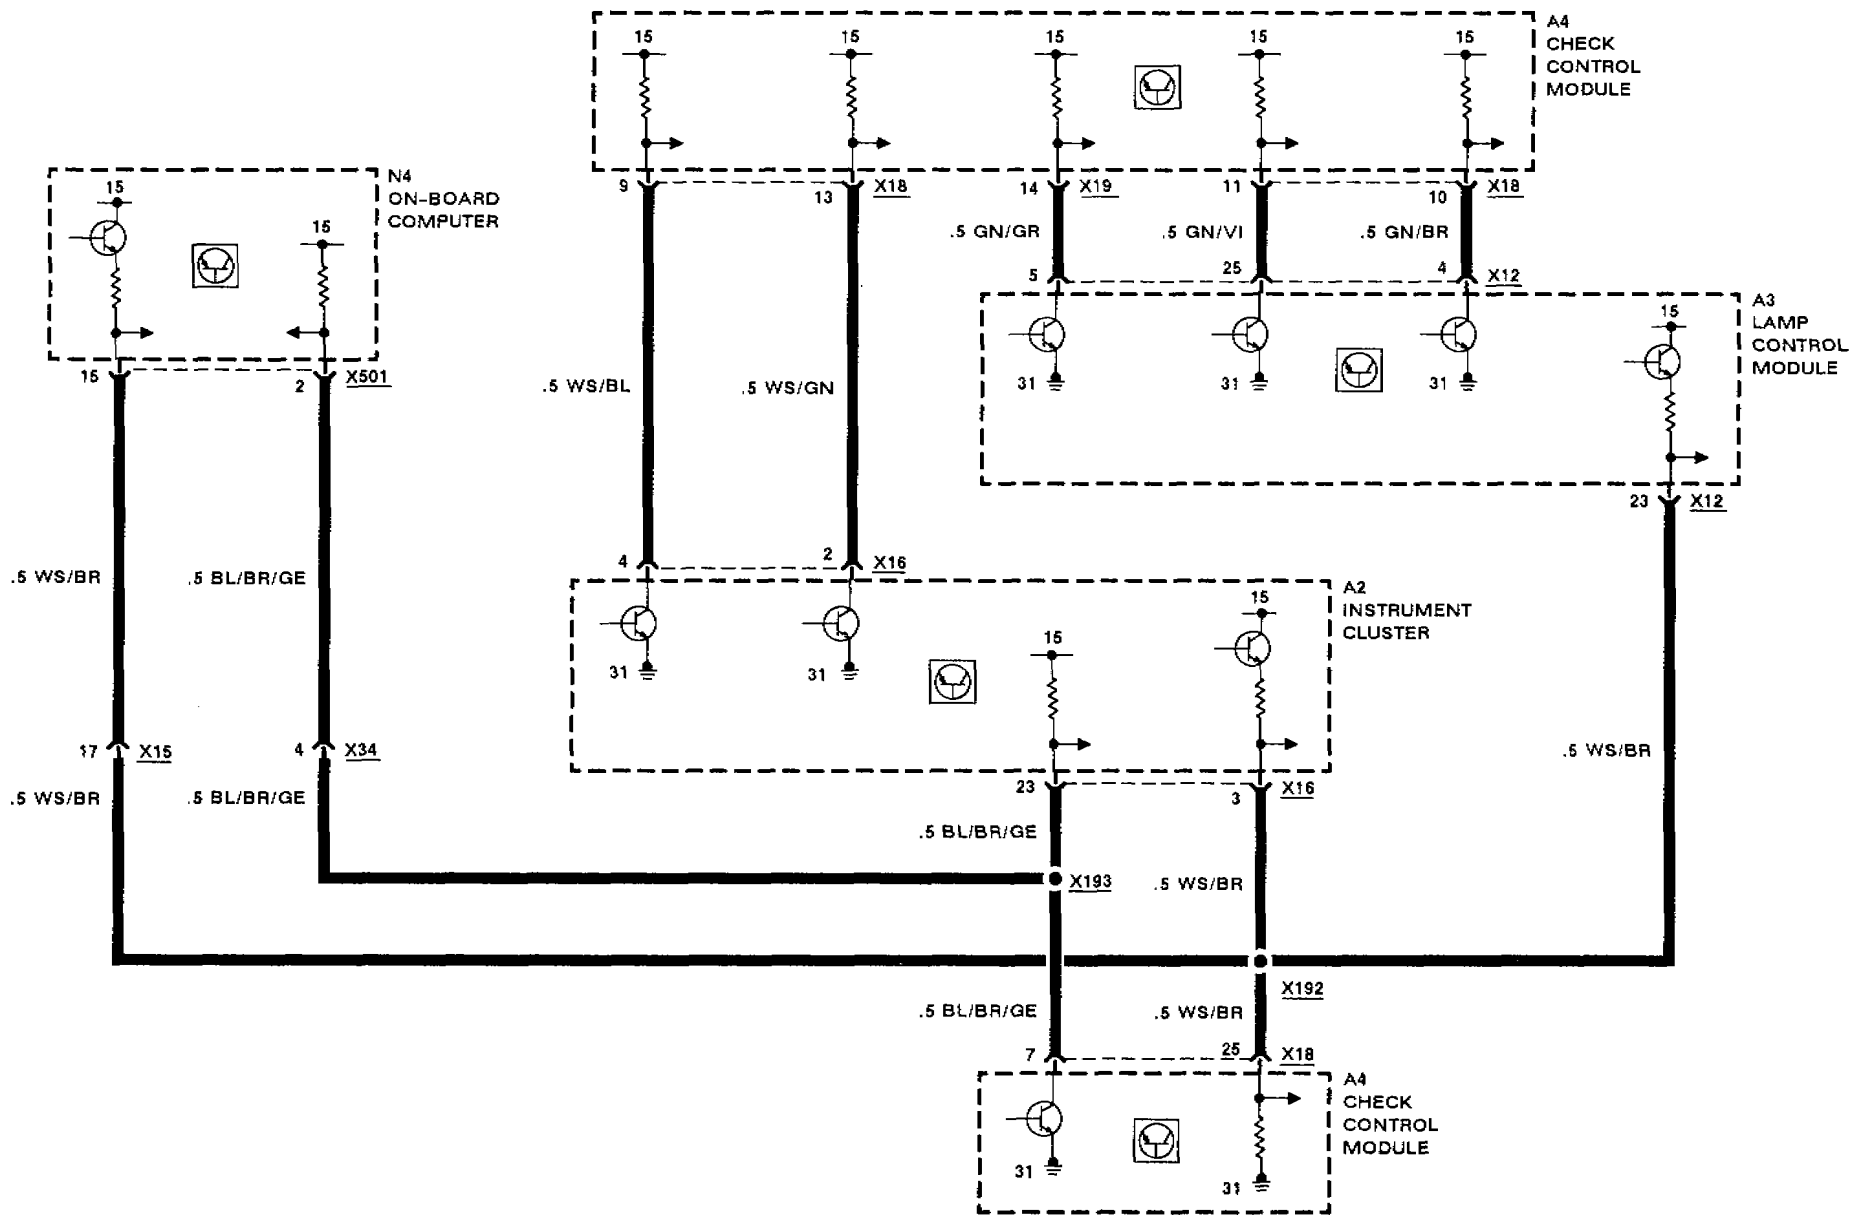 A4
CHECK
CONTROL
MODULE
15 15 15 15 15
N4
ON-BOARD
COMPUTER
15
15
9 13 X18 14 X19 11 10 X18
.5 GN/GR .5 GN/VI .5 GN/BR
5 25 4 X12
A3
LAMP
CONTROL
MODULE
15
31 31 31
15 2 X501
.5 WS/BL .5 WS/GN
23 X12
4 2 X16
.5 WS/BR .5 BL/BR/GE
A2
INSTRUMENT
CLUSTER
15
15
31 31
17 X15 4 X34
.5 WS/BR
.5 WS/BR .5 BL/BR/GE
23 3 X16
.5 BL/BR/GE
X193
.5 WS/BR
X192
.5 BL/BR/GE .5 WS/BR
7 25 X18
A4
CHECK
CONTROL
MODULE
31
31